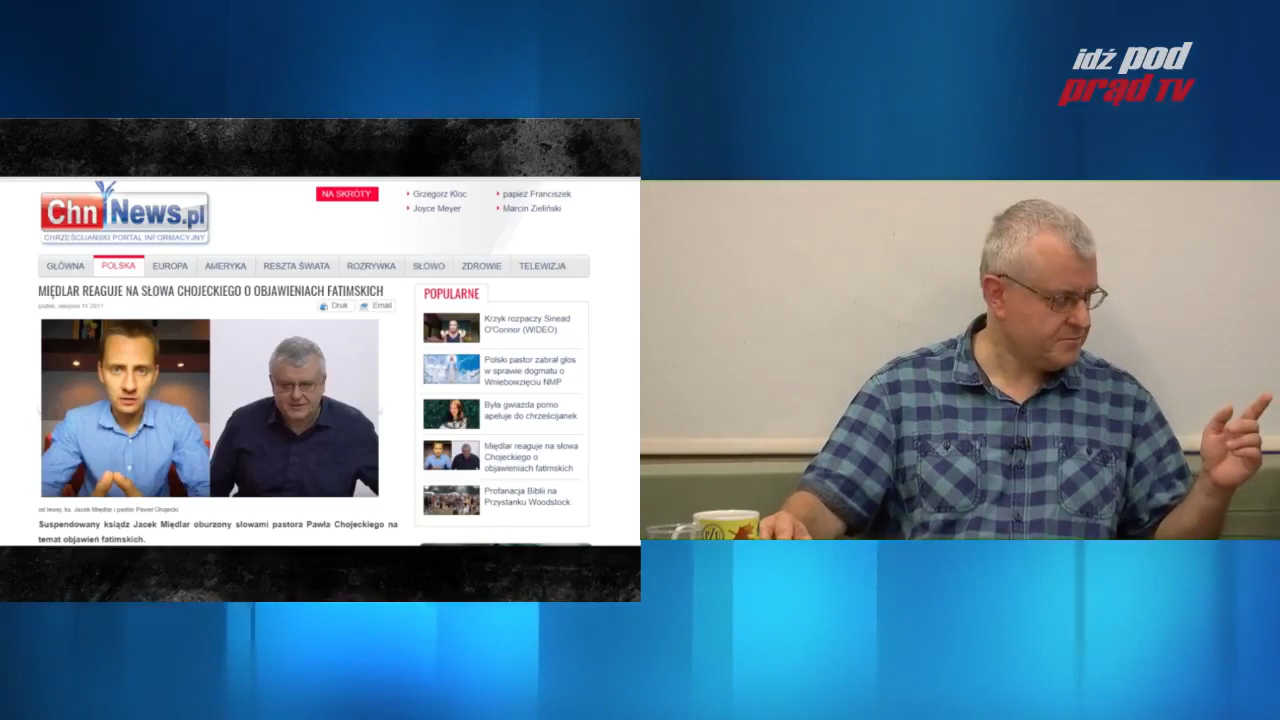 idź pod
prąd TV
ChnNews.pl
CHRZEŚCIJAŃSKI PORTAL INFORMACYJNY
NA SKRÓTY:
Grzegorz Kloc
papież Franciszek
Joyce Meyer
Marcin Zieliński
GŁÓWNA POLSKA EUROPA AMERYKA RESZTA ŚWIATA ROZRYWKA SŁOWO ZDROWIE TELEWIZJA
MIĘDLAR REAGUJE NA SŁOWA CHOJECKIEGO O OBJAWIENIACH FATIMSKICH
Druk Email
od lewej, ks. Jacek Międlar i pastor Paweł Chojecki
Suspendowany ksiądz Jacek Międlar oburzony słowami pastora Pawła Chojeckiego na
temat objawień fatimskich.
POPULARNE
Krzyk rozpaczy Sinead
O'Connor (WIDEO)
Polski pastor zabrał głos
w sprawie dogmatu o
Wniebowzięciu NMP
Była gwiazda porno
apeluje do chrześcijanek
Międlar reaguje na słowa
Chojeckiego o
objawieniach fatimskich
Profanacja Biblii na
Przystanku Woodstock